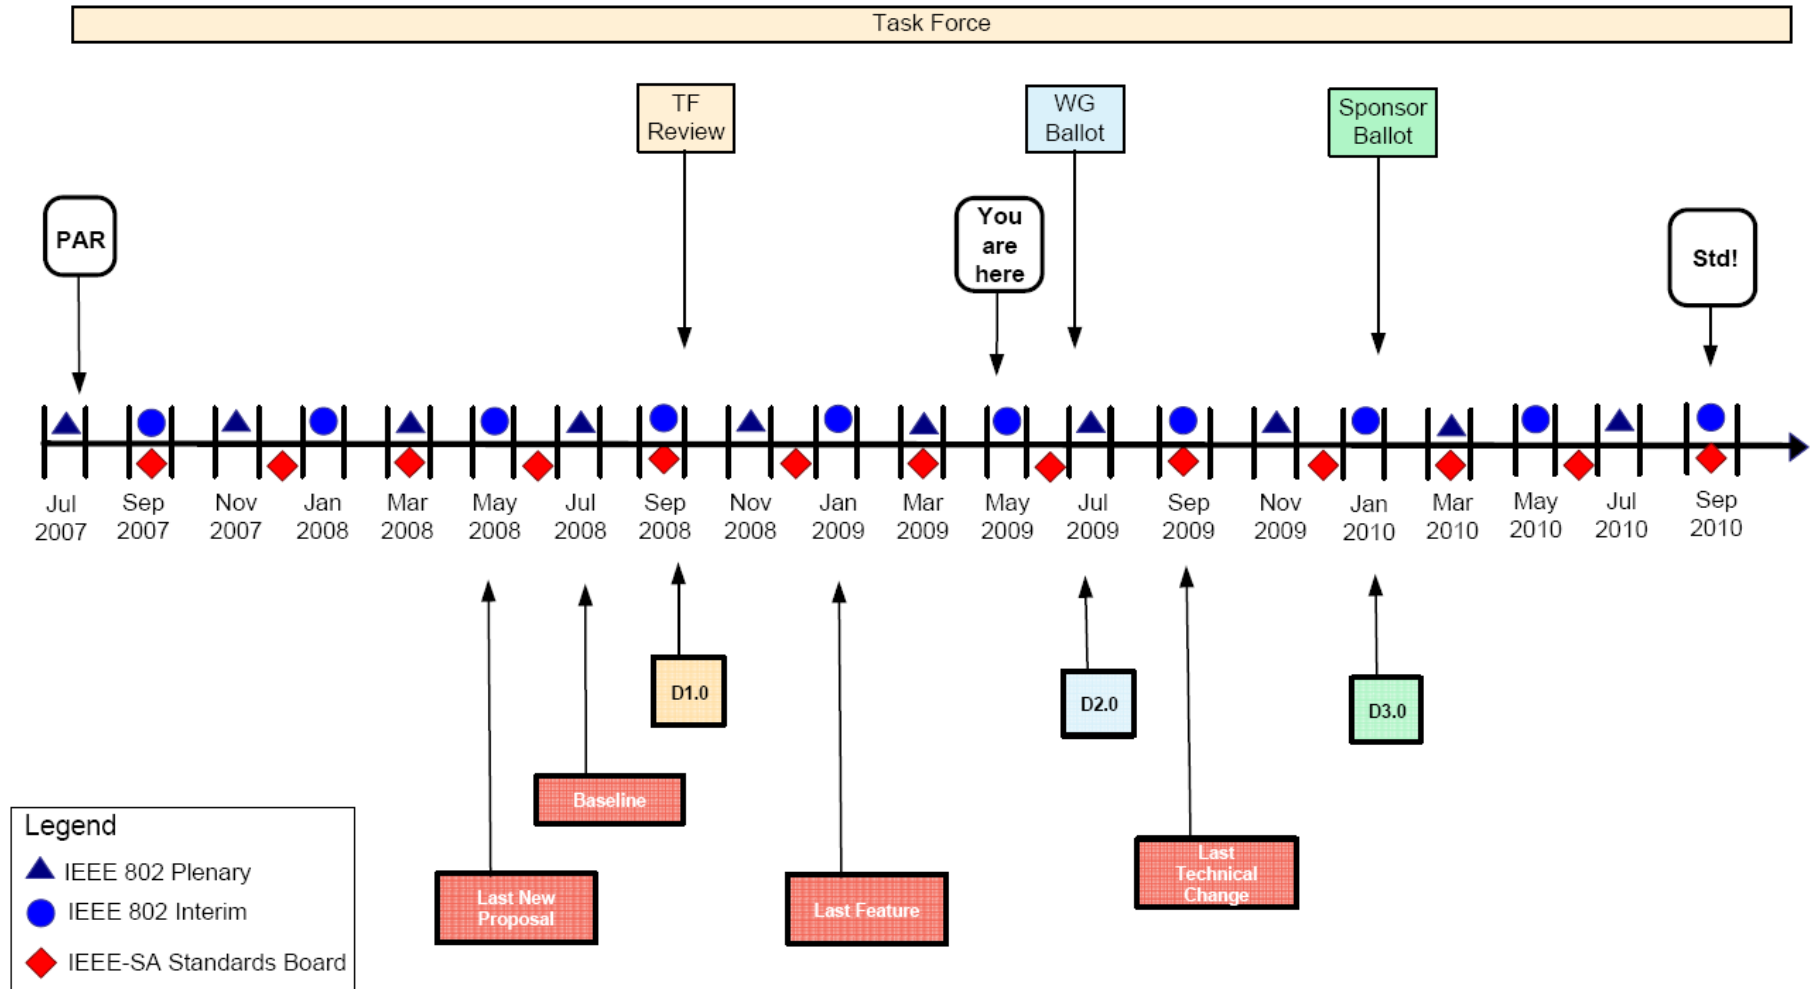 Task Force
TF
Review
WG
Ballot
Sponsor
Ballot
PAR
You
are
here
Std!
Jul
2007
Sep
2007
Nov
2007
Jan
2008
Mar
2008
May
2008
Jul
2008
Sep
2008
Nov
2008
Jan
2009
Mar
2009
May
2009
Jul
2009
Sep
2009
Nov
2009
Jan
2010
Mar
2010
May
2010
Jul
2010
Sep
2010
D1.0
D2.0
D3.0
Baseline
Last New
Proposal
Last Feature
Last
Technical
Change
Legend
IEEE 802 Plenary
IEEE 802 Interim
IEEE-SA Standards Board